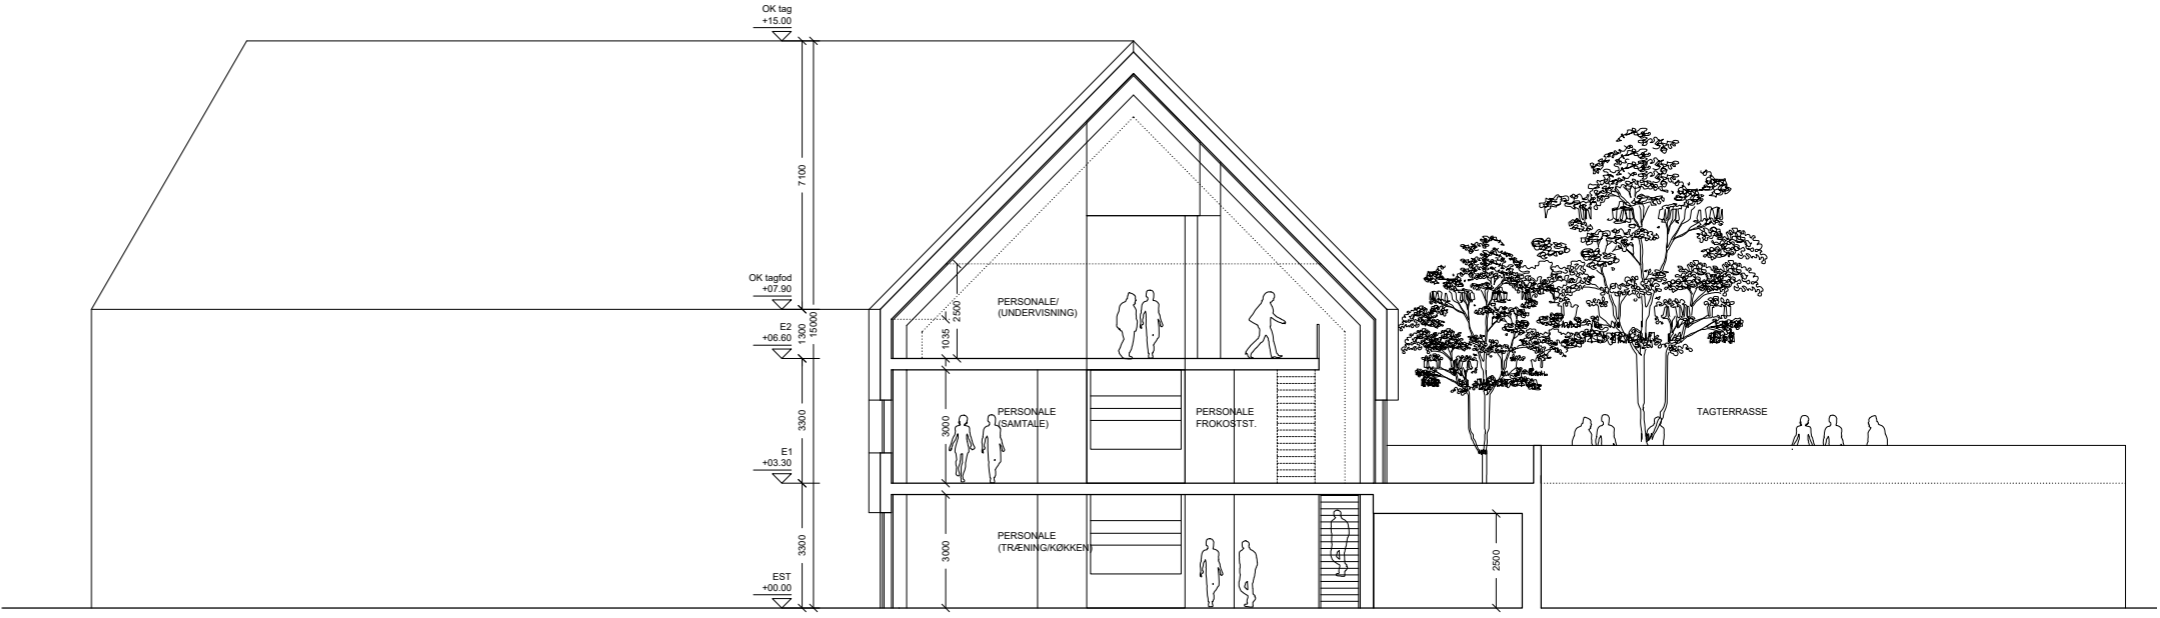 OK tag
+15.00
7100
OK tagfod
+07.90
1300
15000
E2
+06.60
3300
E1
+03.30
3300
EST
+00.00
PERSONALE/
(UNDERVISNING)
2500
1035
PERSONALE
(SAMTALE)
3000
PERSONALE
FROKOSTST.
PERSONALE
(TRÆNING/KØKKEN)
3000
2500
TAGTERRASSE